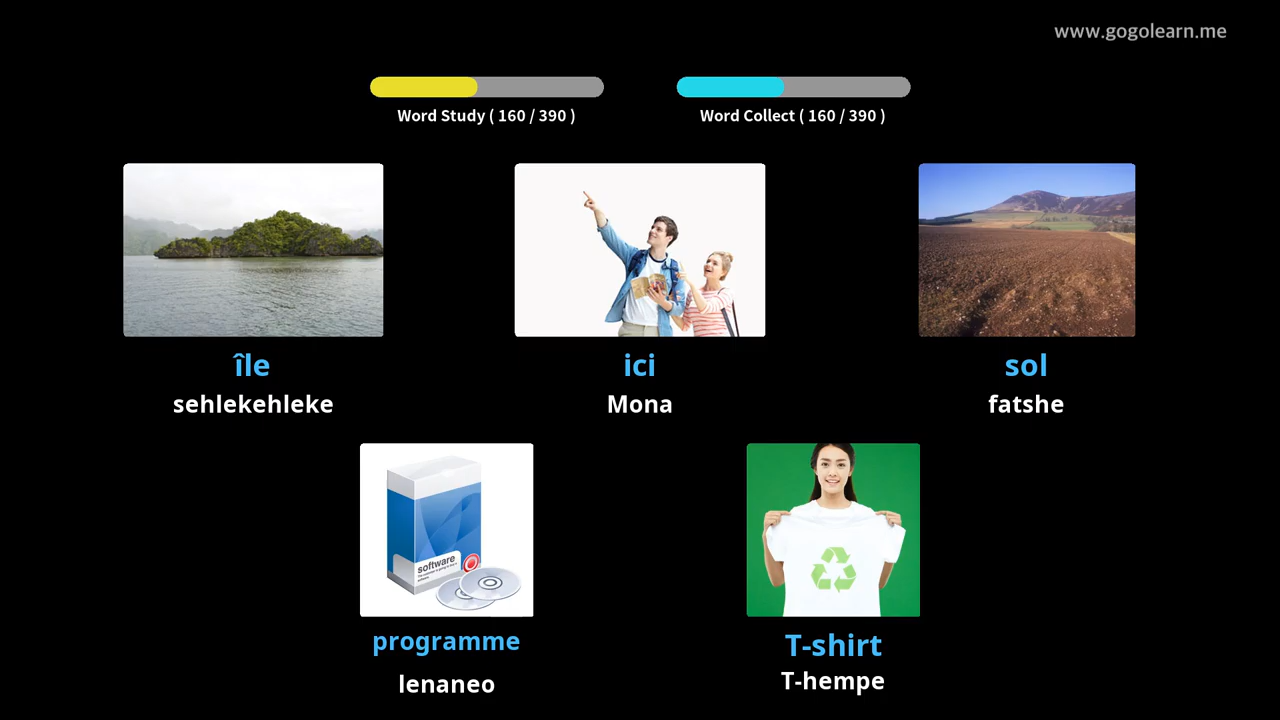 www.gogolearn.me
Word Study ( 160 / 390 )
Word Collect ( 160 / 390 )
île
ici
sol
sehlekehleke
Mona
fatshe
software
programme
T-shirt
lenaneo
T-hempe